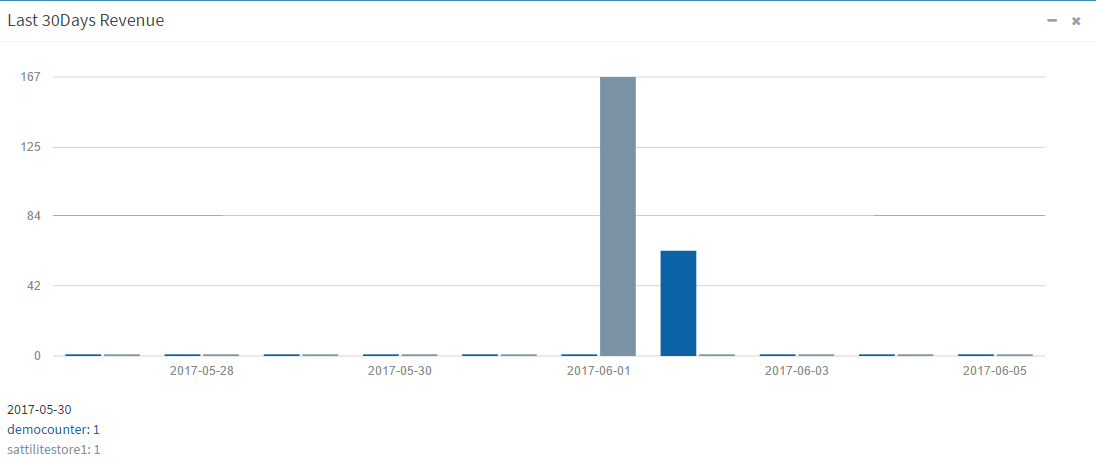 Last 30Days Revenue
167
125
84
42
0
2017-05-28 2017-05-30 2017-06-01 2017-06-03 2017-06-05
2017-05-30
democounter: 1
sattilitestore1: 1